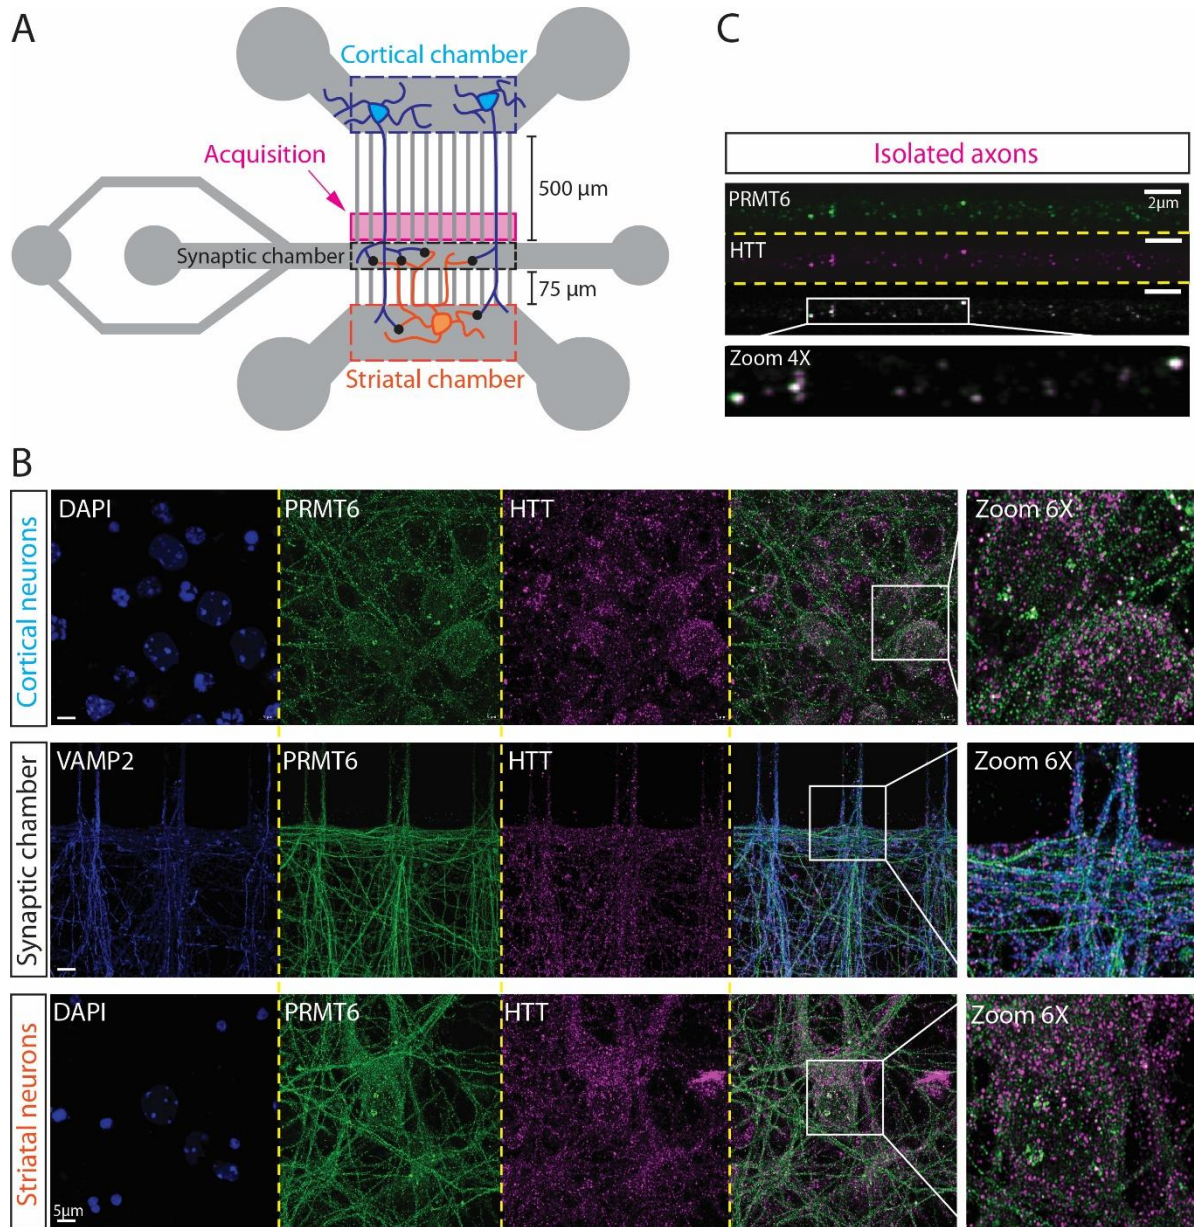 A
Cortical chamber
Acquisition
500 µm
Synaptic chamber
75 µm
Striatal chamber
C
Isolated axons
PRMT6
2µm
HTT
Zoom 4X
B
Cortical neurons
DAPI
PRMT6
HTT
Zoom 6X
Synaptic chamber
VAMP2
PRMT6
HTT
Zoom 6X
Striatal neurons
DAPI
PRMT6
HTT
Zoom 6X
5µm